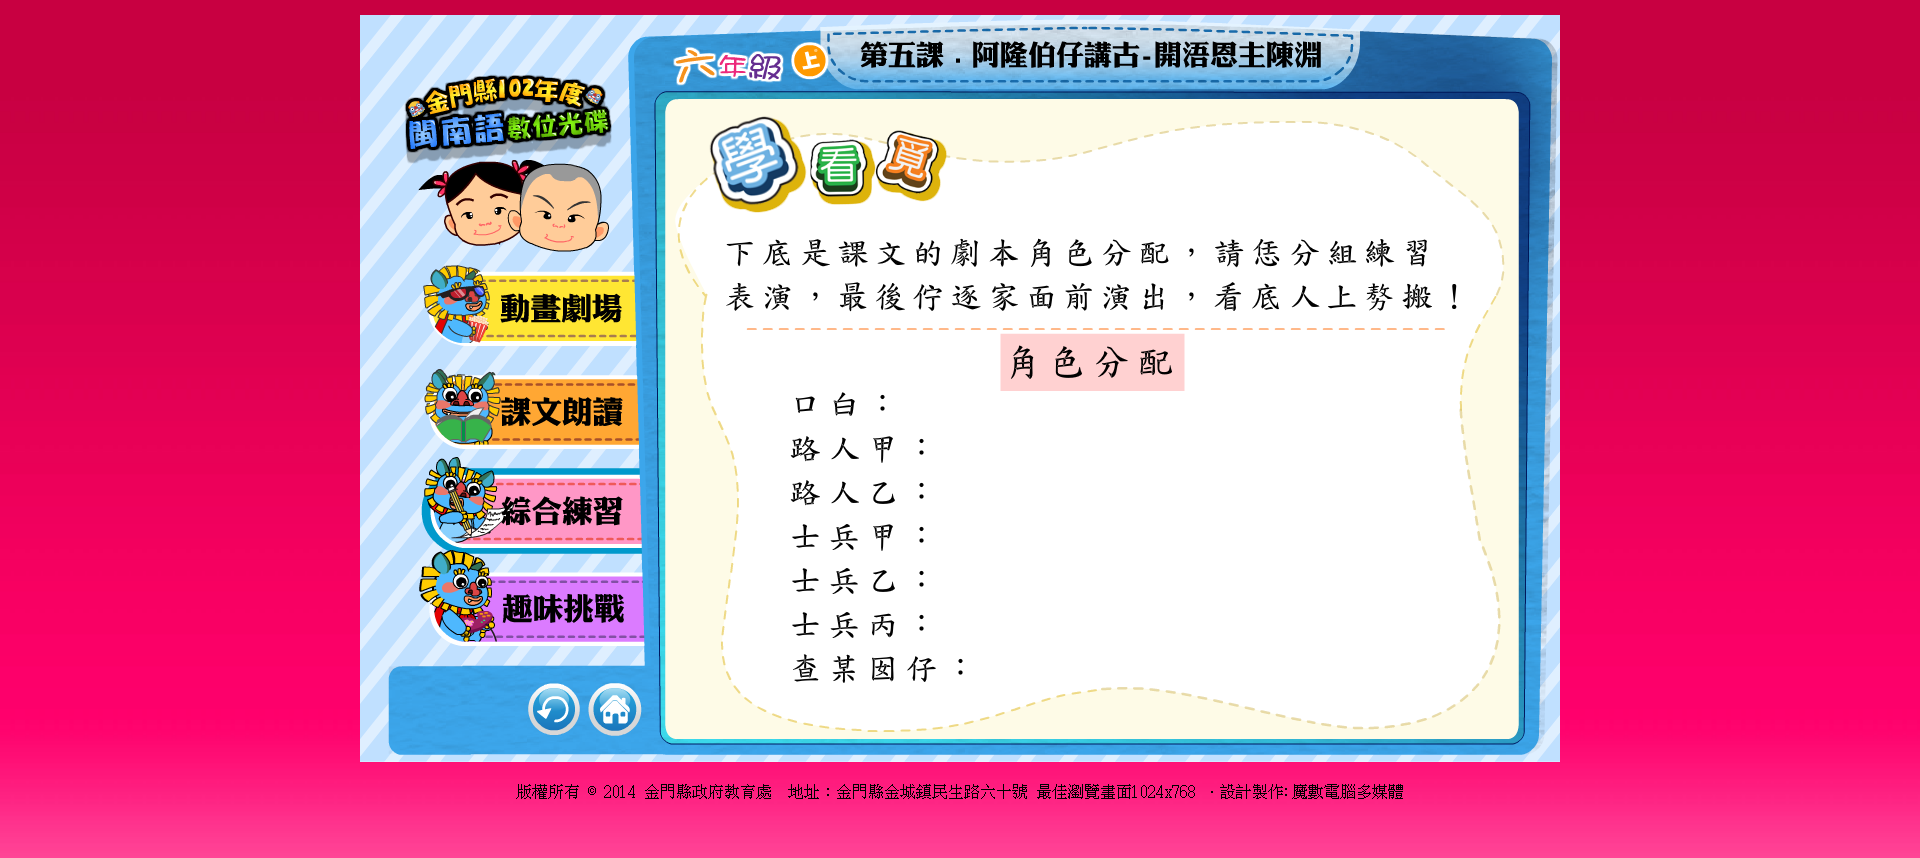 六年級 上
第五課．阿隆伯仔講古-開浯恩主陳淵
金門縣102年度
閩南語數位光碟
動畫劇場
課文朗讀
綜合練習
趣味挑戰
學看覓
下底是課文的劇本角色分配，請恁分組練習
表演，最後佇逐家面前演出，看底人上勢搬！
角色分配
口白：
路人甲：
路人乙：
士兵甲：
士兵乙：
士兵丙：
查某囡仔：
版權所有 © 2014 金門縣政府教育處　地址：金門縣金城鎮民生路六十號 最佳瀏覽畫面1024x768 ．設計製作:魔數電腦多媒體